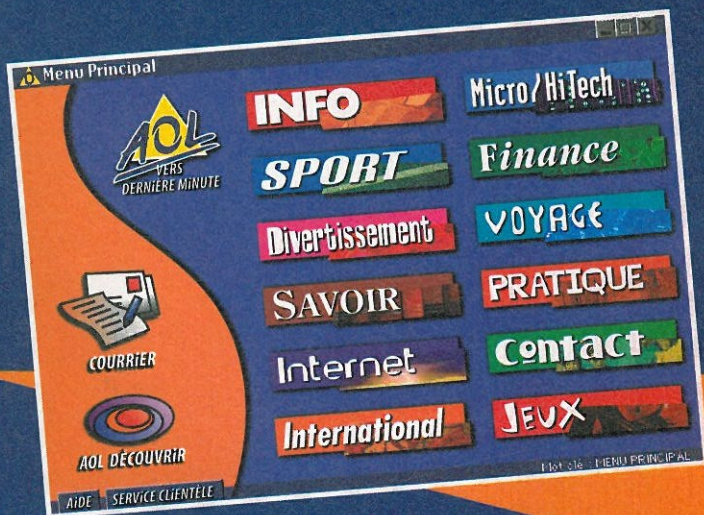 Menu Principal
AOL
VERS
DERNIÈRE MINUTE
COURRIER
AOL DÉCOUVRIR
AIDE
SERVICE CLIENTÈLE
INFO
SPORT
Divertissement
SAVOIR
Internet
International
Micro/HiTech
Finance
VOYAGE
PRATIQUE
Contact
JEUX
Mot clé : MENU PRINCIPAL